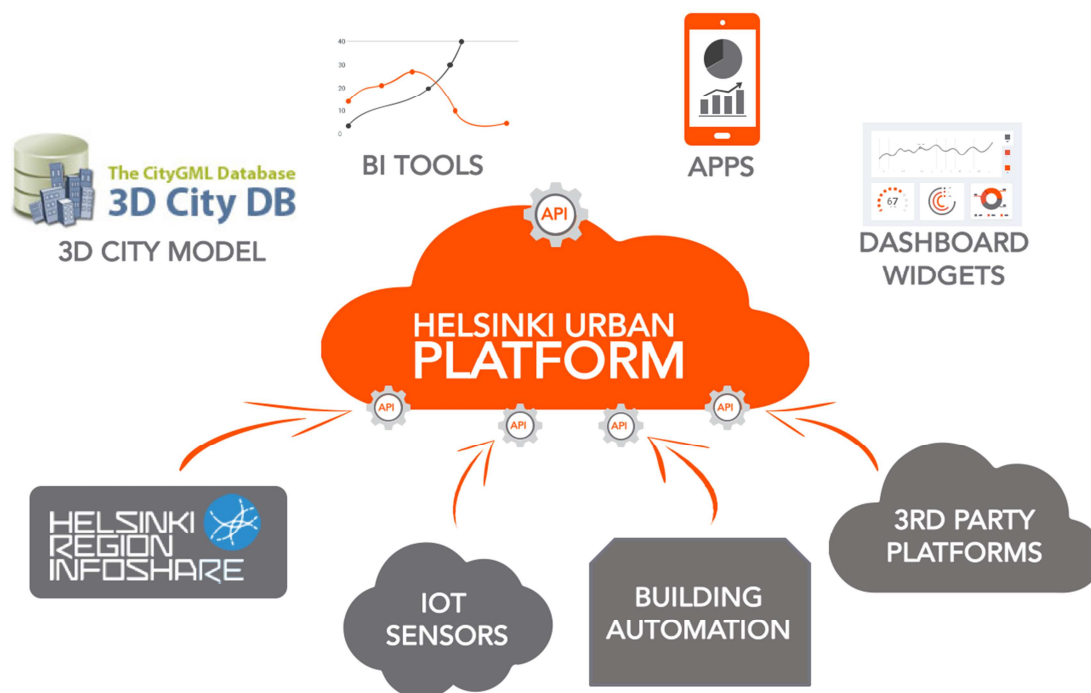 40
30
20
10
0
BI TOOLS
APPS
The CityGML Database
3D City DB
3D CITY MODEL
67
DASHBOARD
WIDGETS
API
HELSINKI URBAN
PLATFORM
API
API
API
API
HELSINKI
REGION
INFOSHARE
IOT
SENSORS
BUILDING
AUTOMATION
3RD PARTY
PLATFORMS